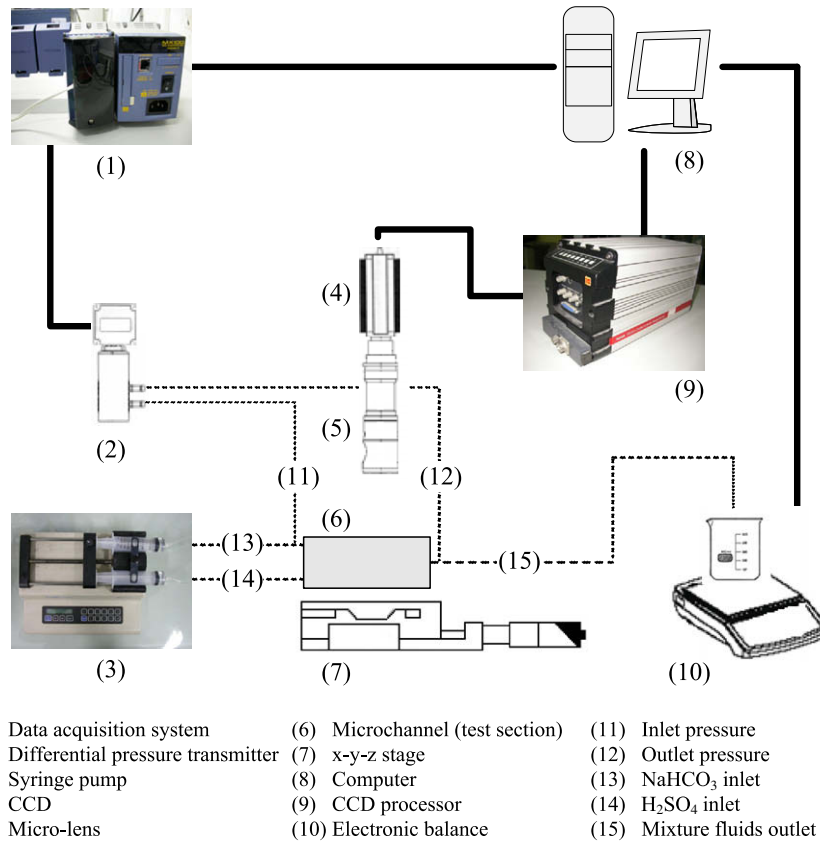 MX100
(1)
(8)
(4)
(9)
(2)
(5)
(11)
(12)
(6)
(13)
(14)
(15)
(3)
(7)
(10)
Data acquisition system
Differential pressure transmitter
Syringe pump
CCD
Micro-lens
(6) Microchannel (test section)
(7) x-y-z stage
(8) Computer
(9) CCD processor
(10) Electronic balance
(11) Inlet pressure
(12) Outlet pressure
(13) NaHCO₃ inlet
(14) H₂SO₄ inlet
(15) Mixture fluids outlet